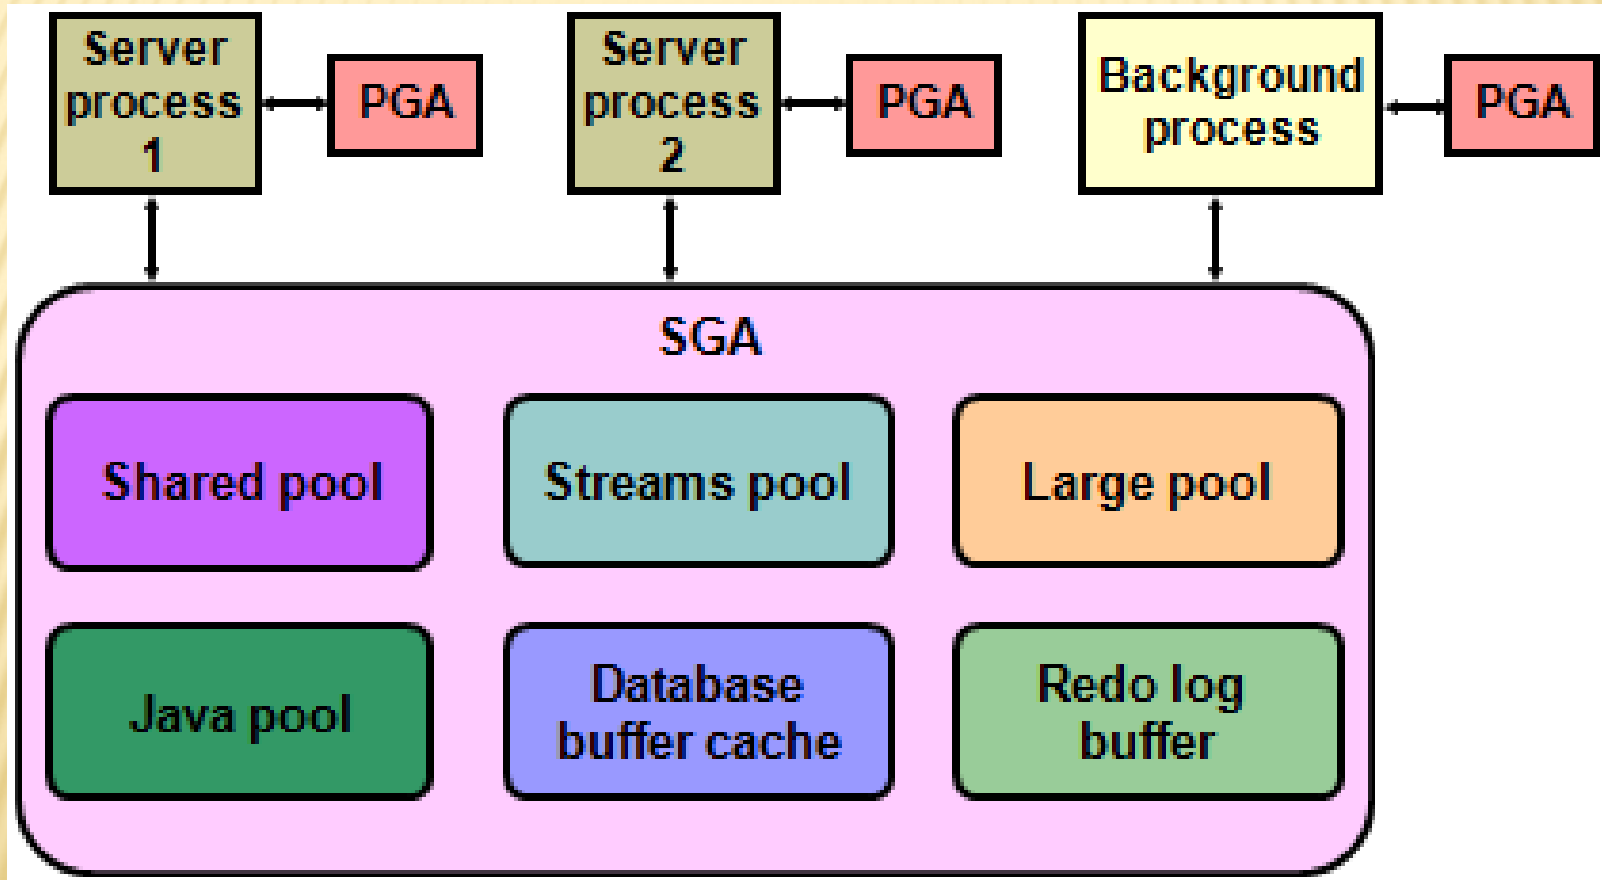 Server
process
1
PGA
Server
process
2
PGA
Background
process
PGA
SGA
Shared pool
Streams pool
Large pool
Java pool
Database
buffer cache
Redo log
buffer